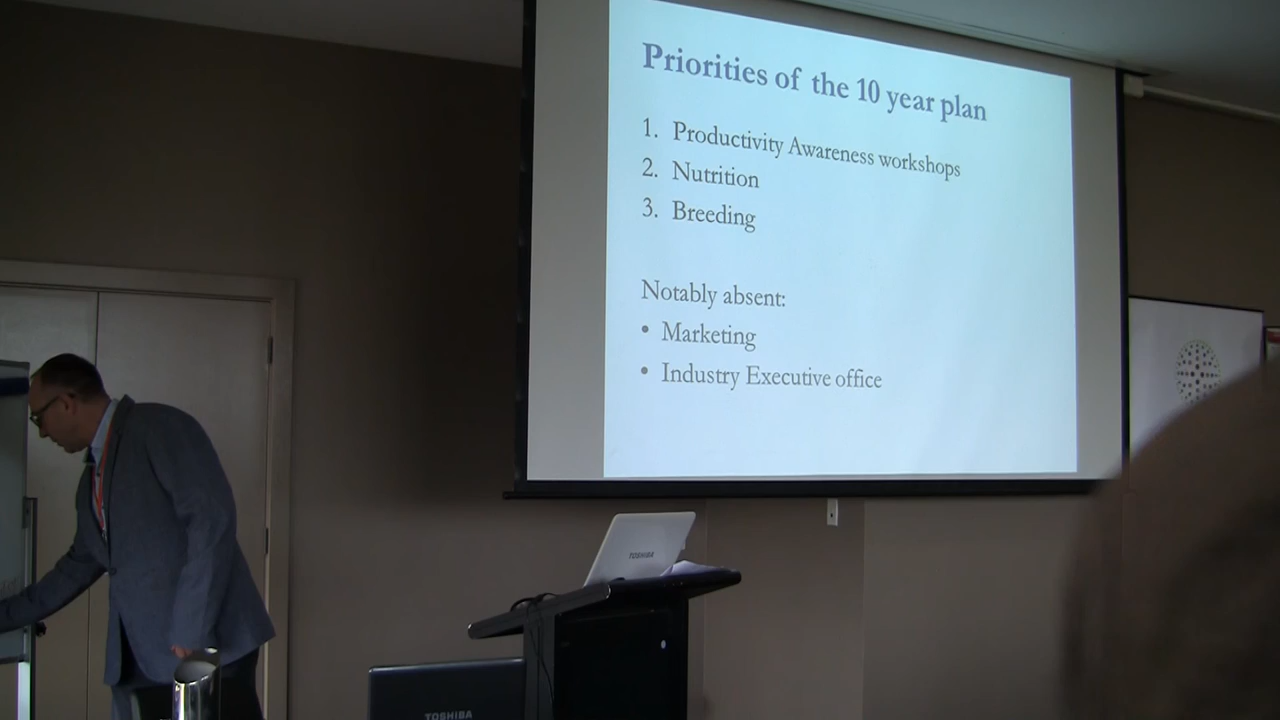 Priorities of the 10 year plan
1. Productivity Awareness workshops
2. Nutrition
3. Breeding
Notably absent:
• Marketing
• Industry Executive office
TOSHIBA
TOSHIBA